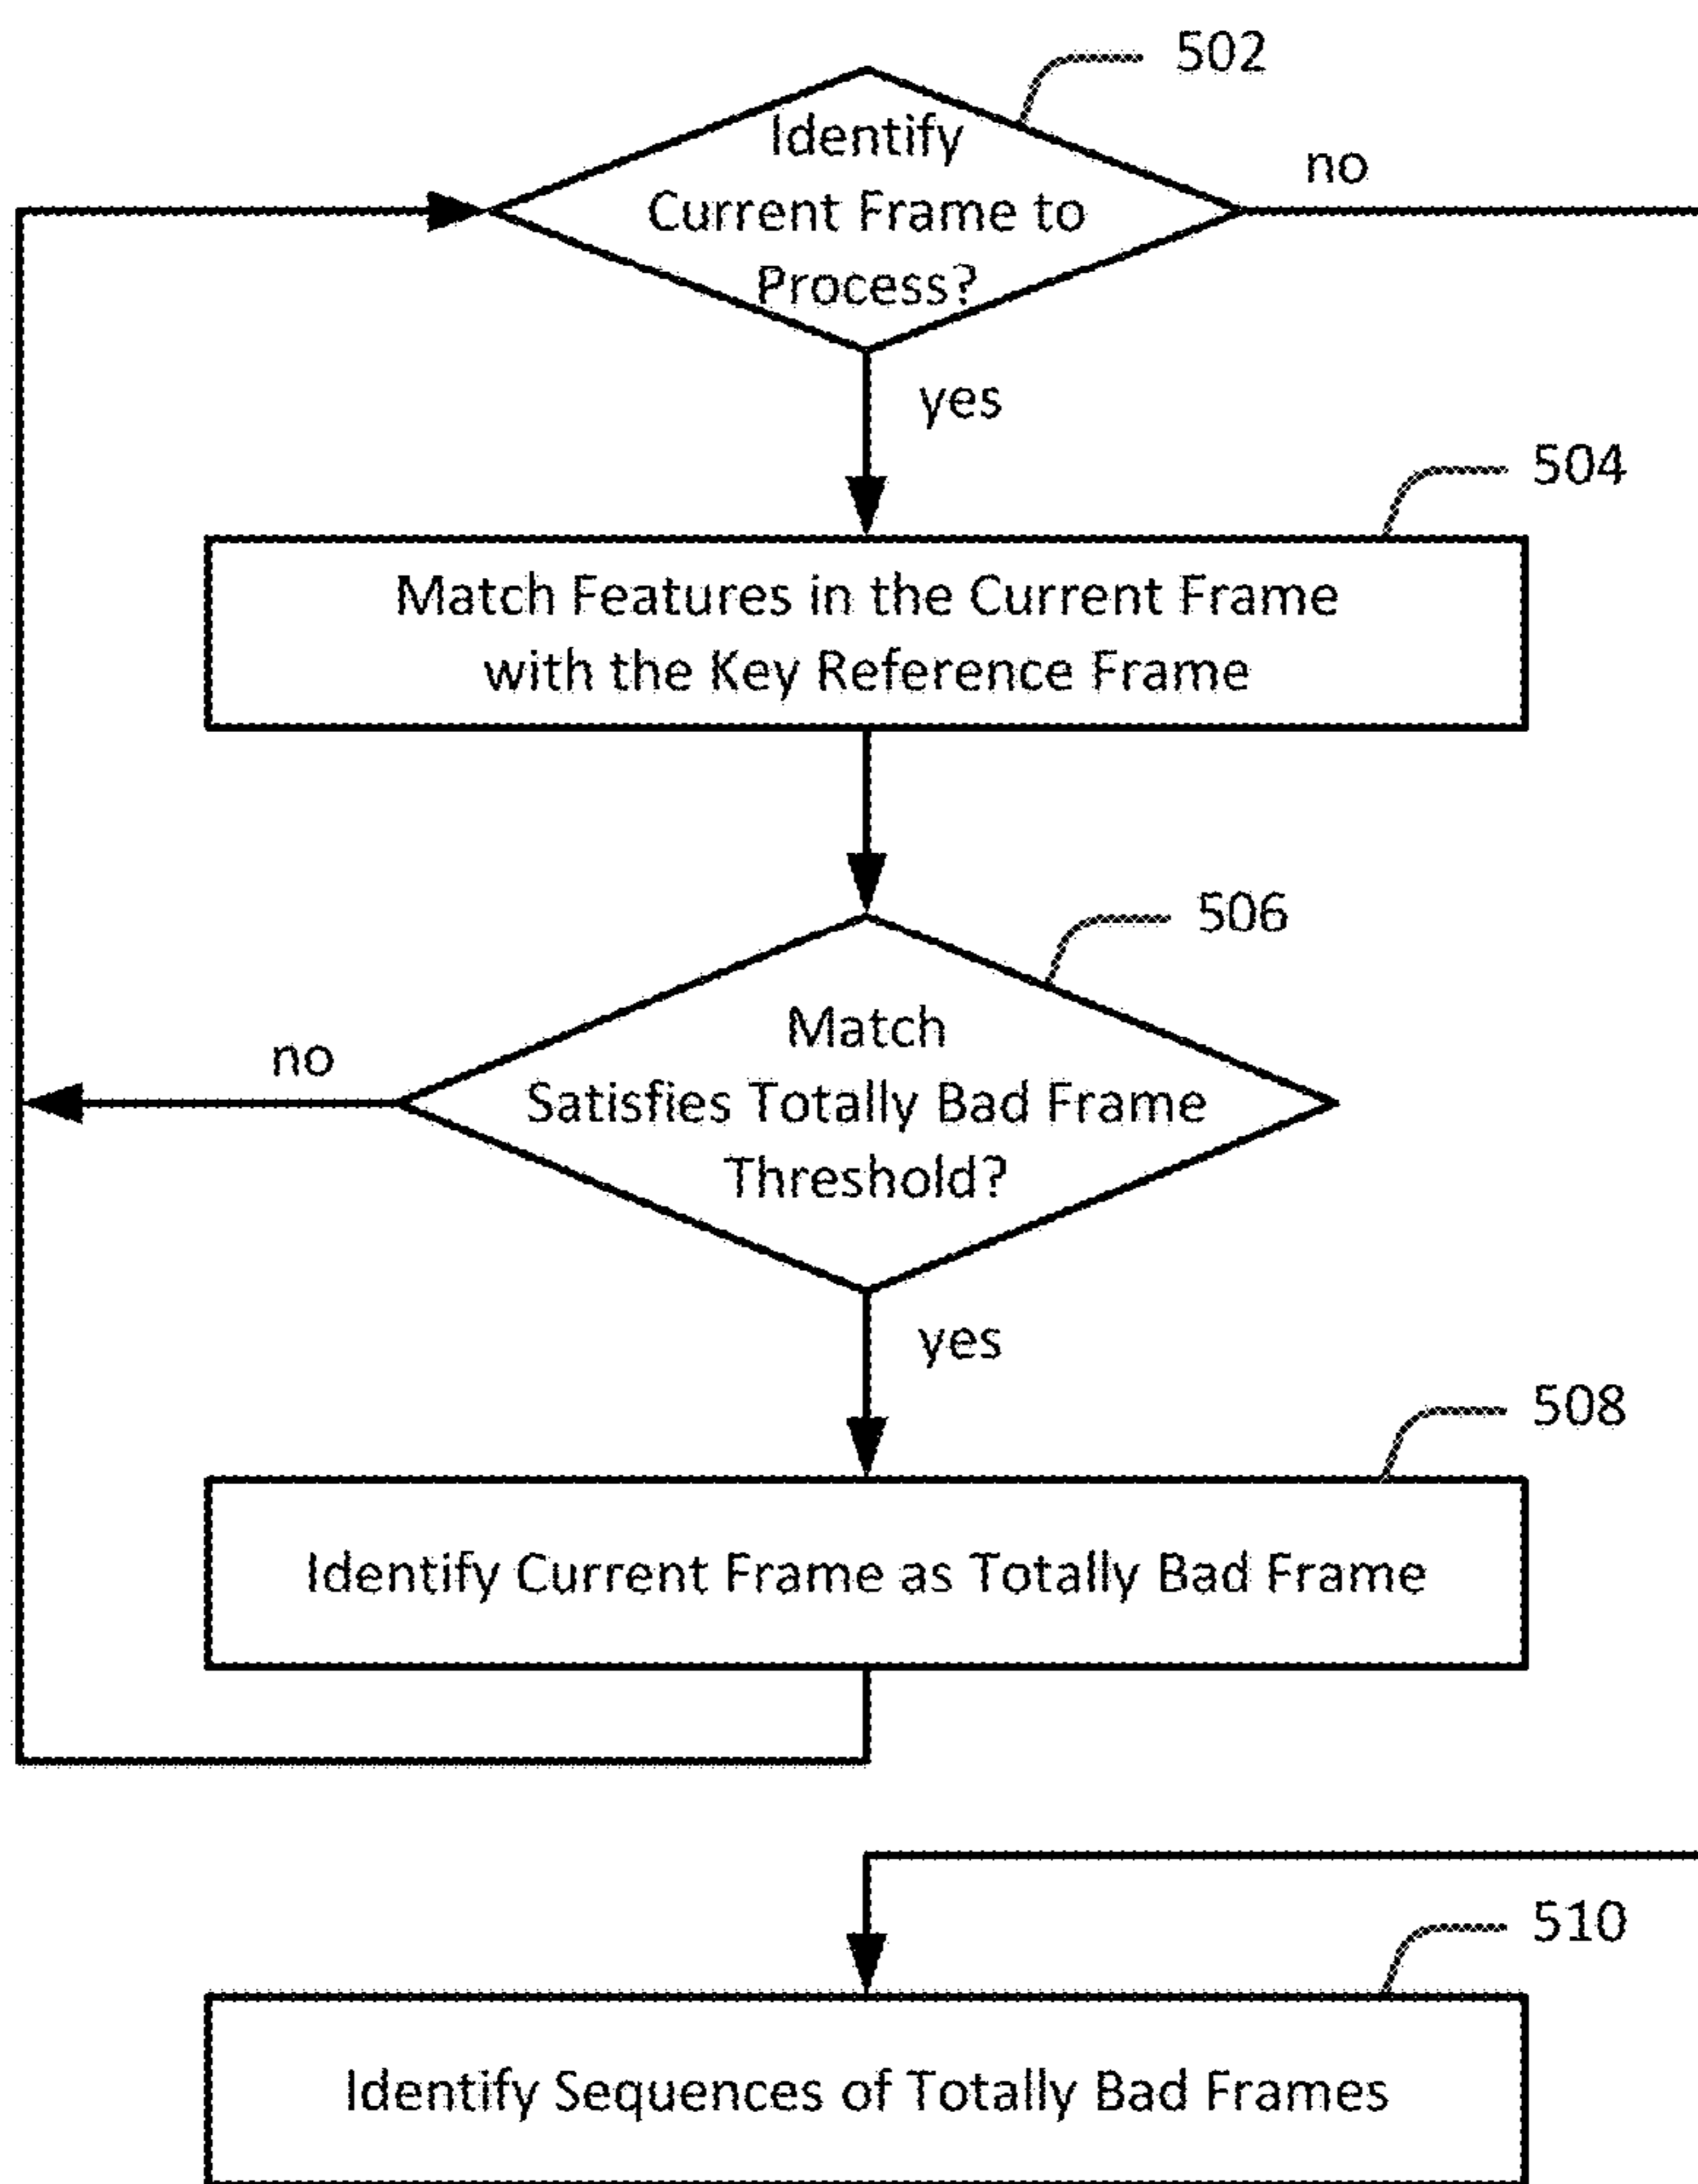 502
Identify
Current Frame to
Process?
no
yes
504
Match Features in the Current Frame
with the Key Reference Frame
506
Match
Satisfies Totally Bad Frame
Threshold?
no
yes
508
Identify Current Frame as Totally Bad Frame
510
Identify Sequences of Totally Bad Frames